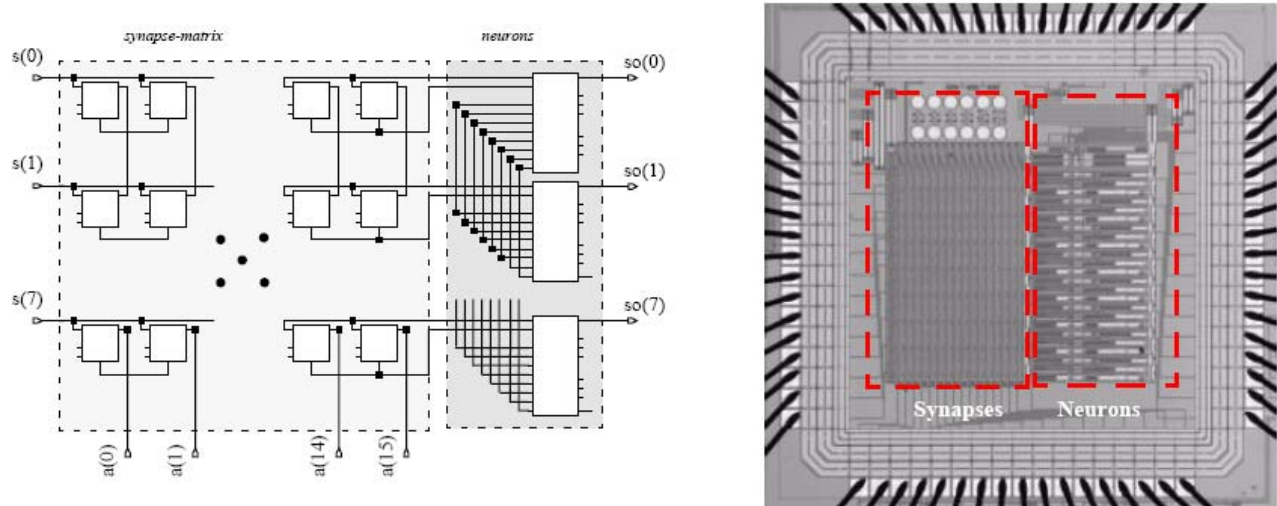 synapse-matrix neurons
s(0) so(0)
s(1) so(1)
s(7) so(7)
a(0) a(1) a(14) a(15)
Synapses Neurons